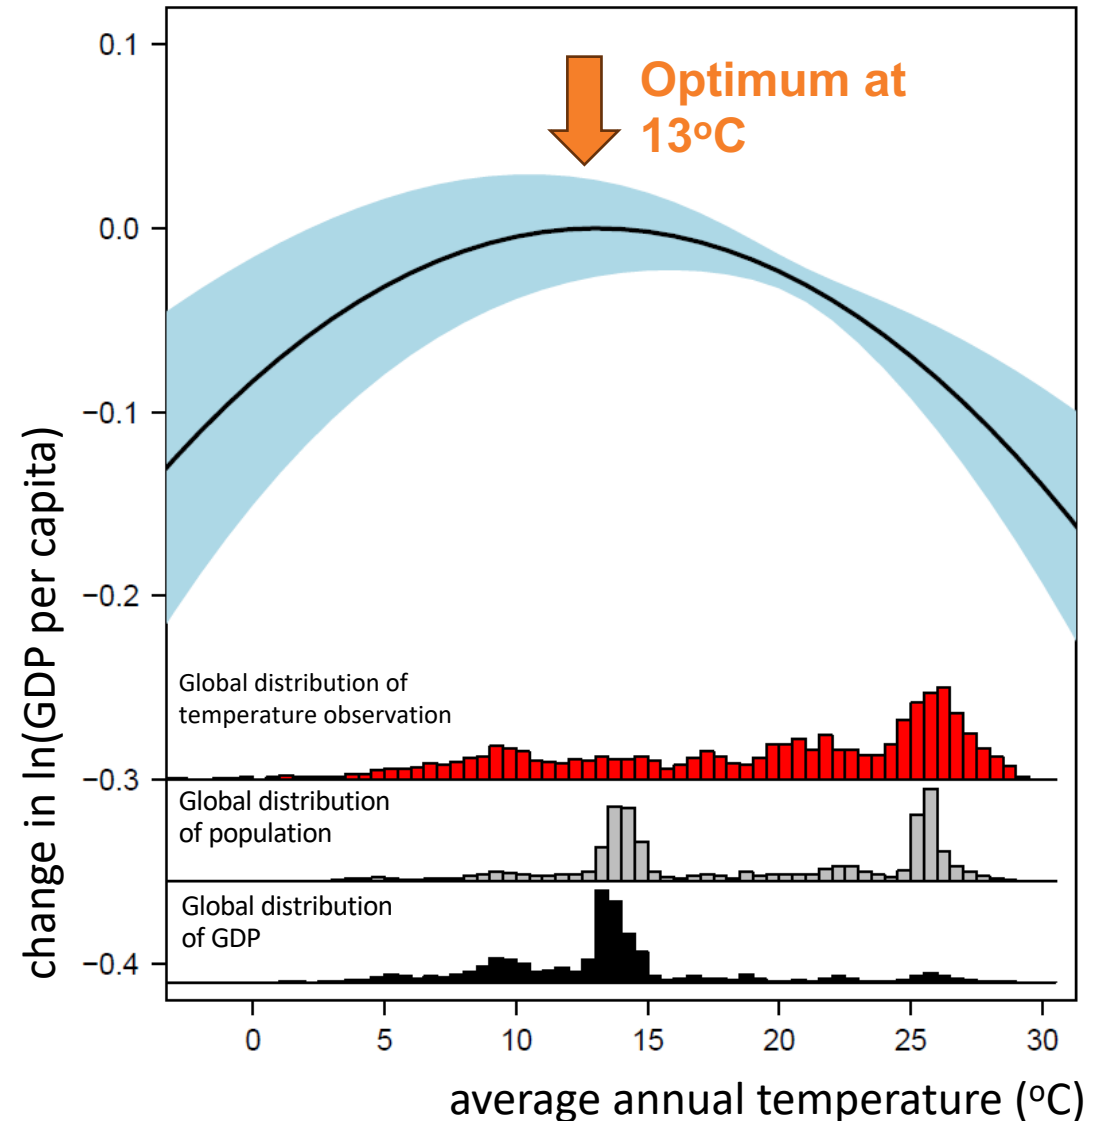 Optimum at
13°C
0.1
0.0
−0.1
−0.2
−0.3
−0.4
change in ln(GDP per capita)
Global distribution of
temperature observation
Global distribution
of population
Global distribution
of GDP
0 5 10 15 20 25 30
average annual temperature (°C)